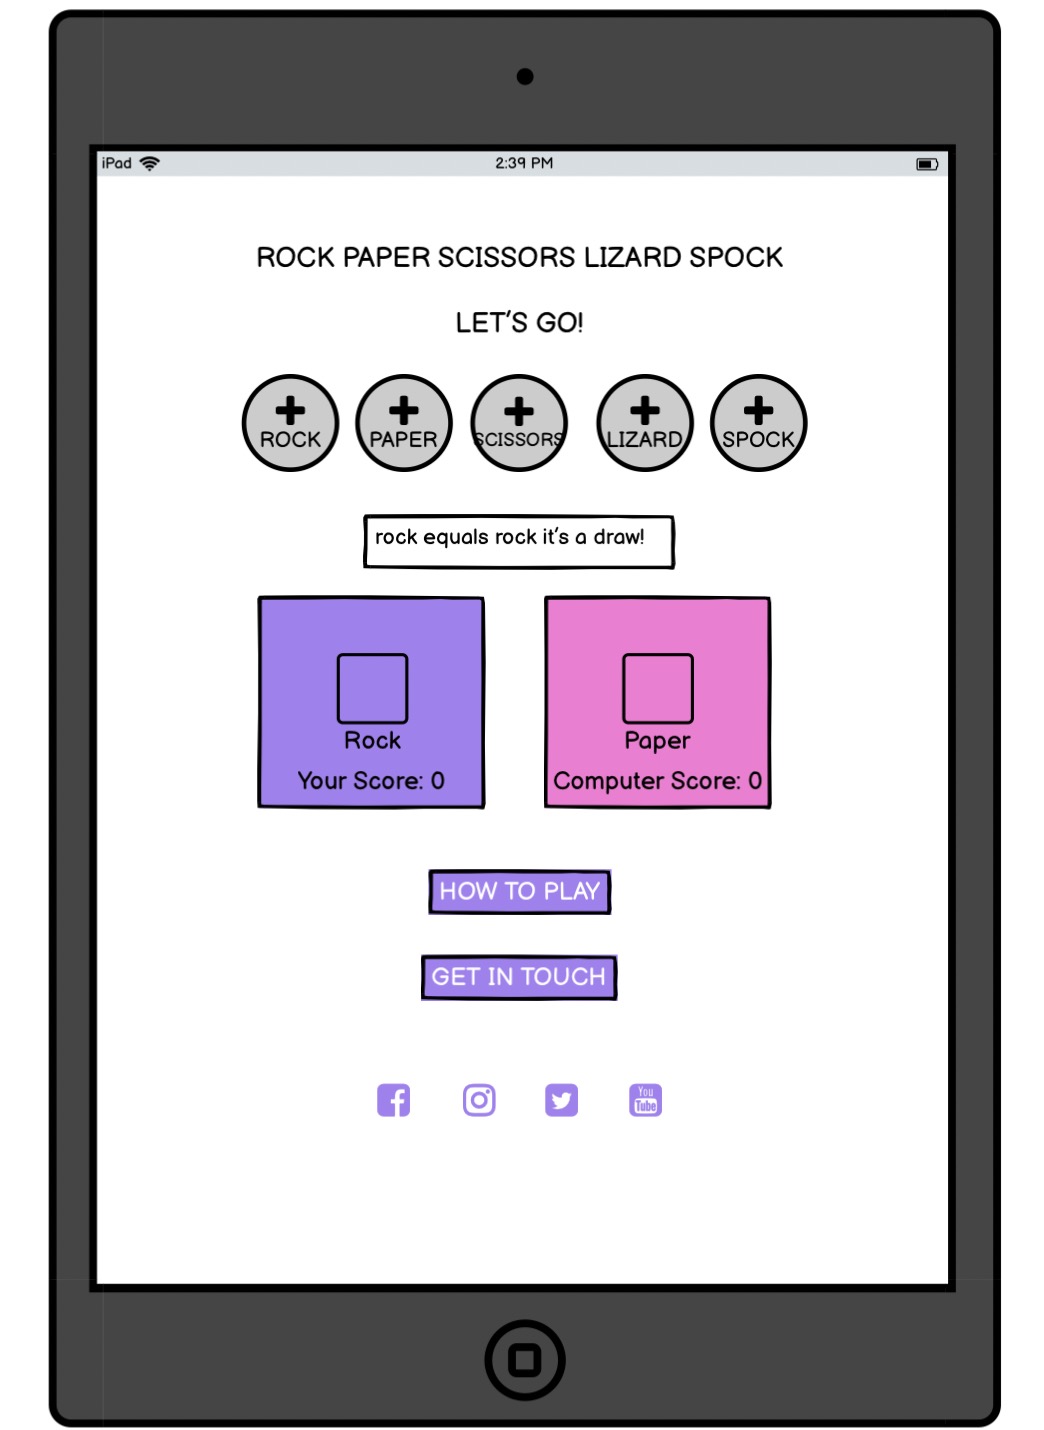 iPad 2:39 PM
ROCK PAPER SCISSORS LIZARD SPOCK
LET'S GO!
ROCK PAPER SCISSORS LIZARD SPOCK
rock equals rock it's a draw!
Rock Paper
Your Score: 0 Computer Score: 0
HOW TO PLAY
GET IN TOUCH
You
Tube